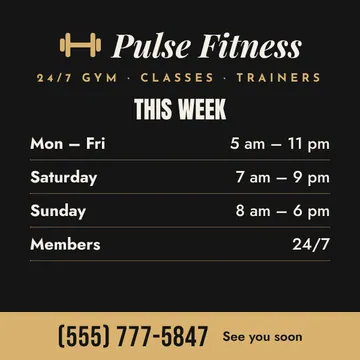 Pulse Fitness
24/7 GYM · CLASSES · TRAINERS
THIS WEEK
Mon – Fri 5 am – 11 pm
Saturday 7 am – 9 pm
Sunday 8 am – 6 pm
Members 24/7
(555) 777-5847 See you soon